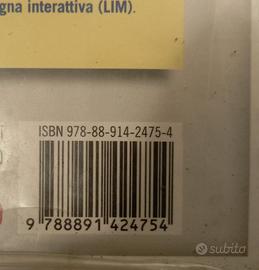 gna interattiva (LIM).
ISBN 978-88-914-2475-4
9 788891 424754
subito